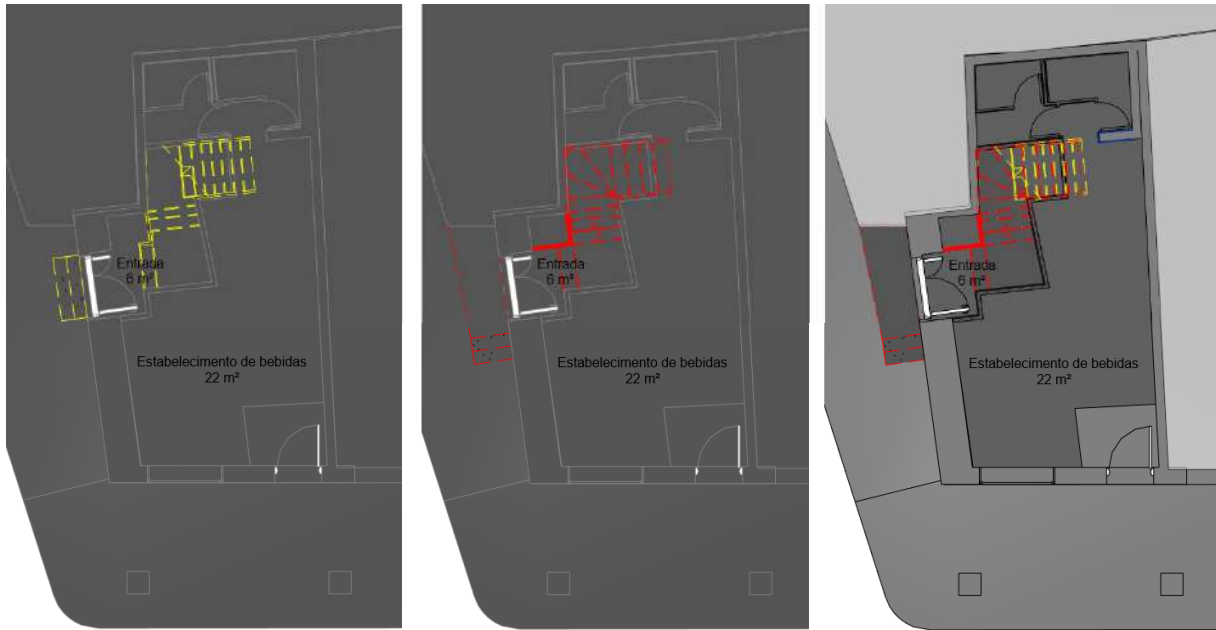 Entrada
6 m²
Estabelecimento de bebidas
22 m²
Entrada
6 m²
Estabelecimento de bebidas
22 m²
Entrada
6 m²
Estabelecimento de bebidas
22 m²